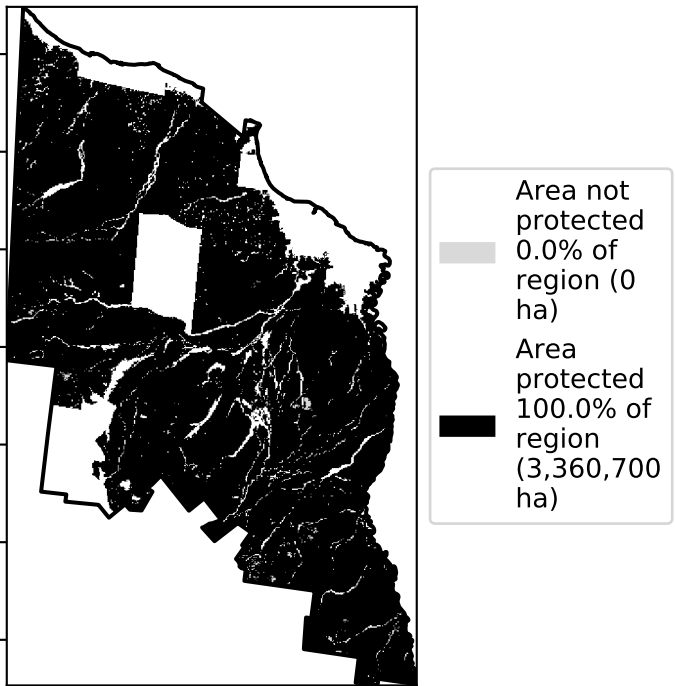 Area not
protected
0.0% of
region (0
ha)
Area
protected
100.0% of
region
(3,360,700
ha)